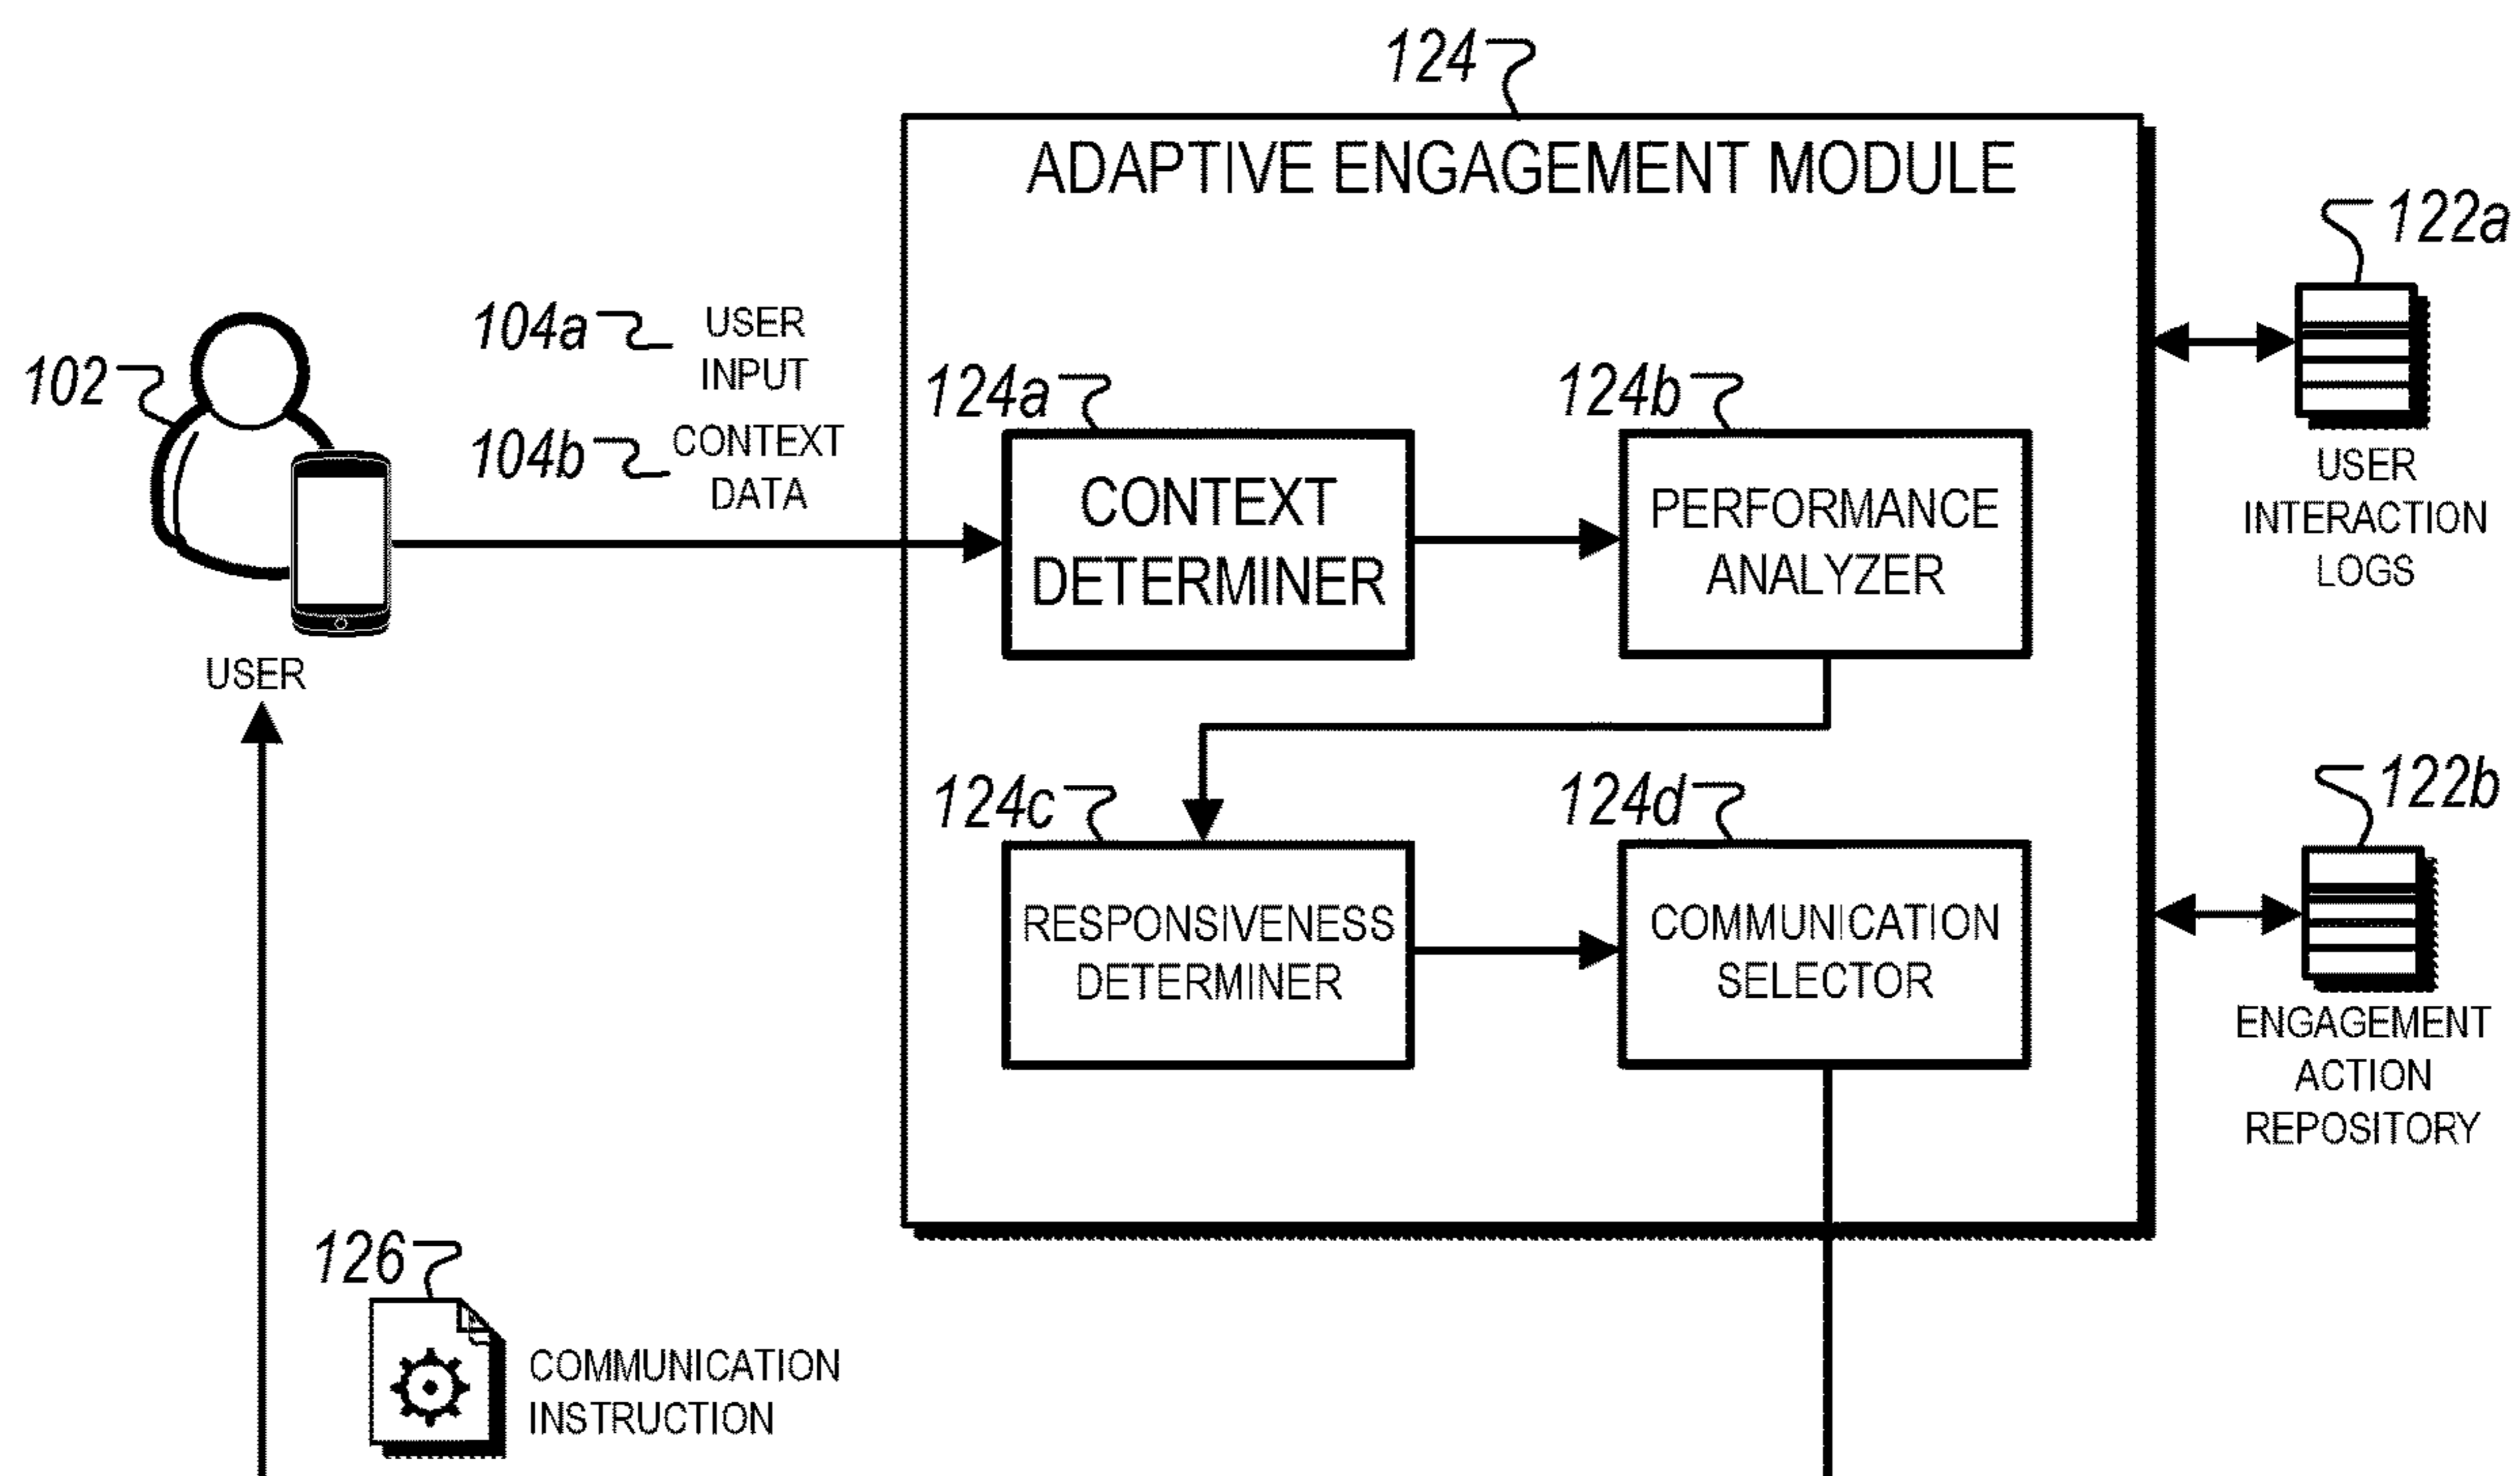 124
ADAPTIVE ENGAGEMENT MODULE
122a
USER
INTERACTION
LOGS
102
USER
104a
USER
INPUT
104b
CONTEXT
DATA
124a
CONTEXT
DETERMINER
124b
PERFORMANCE
ANALYZER
124c
RESPONSIVENESS
DETERMINER
124d
COMMUNICATION
SELECTOR
122b
ENGAGEMENT
ACTION
REPOSITORY
126
COMMUNICATION
INSTRUCTION